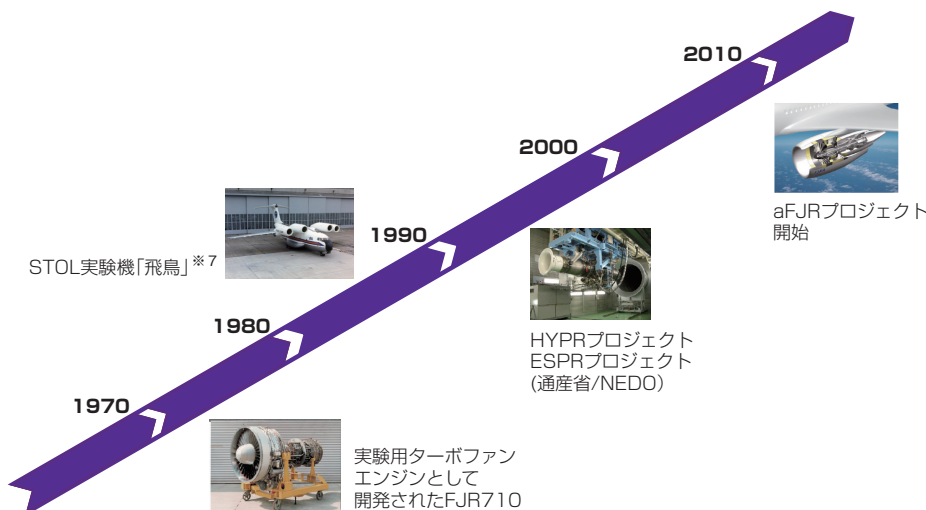 2010
2000
aFJRプロジェクト
開始
1990
STOL実験機「飛鳥」※7
1980
HYPRプロジェクト
ESPRプロジェクト
(通産省/NEDO）
1970
実験用ターボファン
エンジンとして
開発されたFJR710